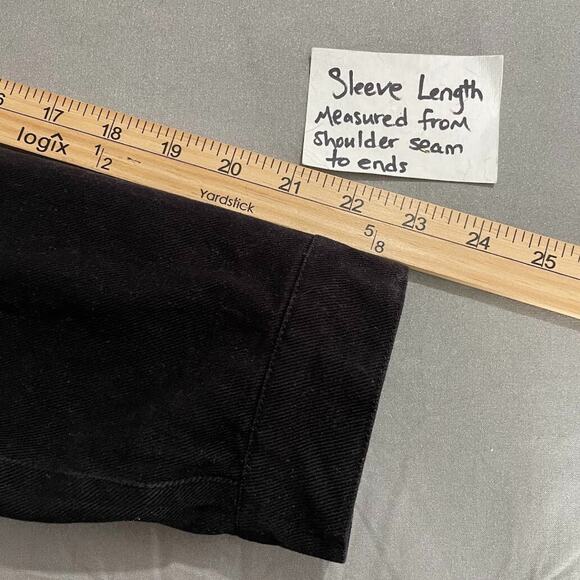 Sleeve Length
Measured from
shoulder seam
to ends
6 17 18 19 20 21 22 23 24 25
logix 1/2 Yardstick 5/8